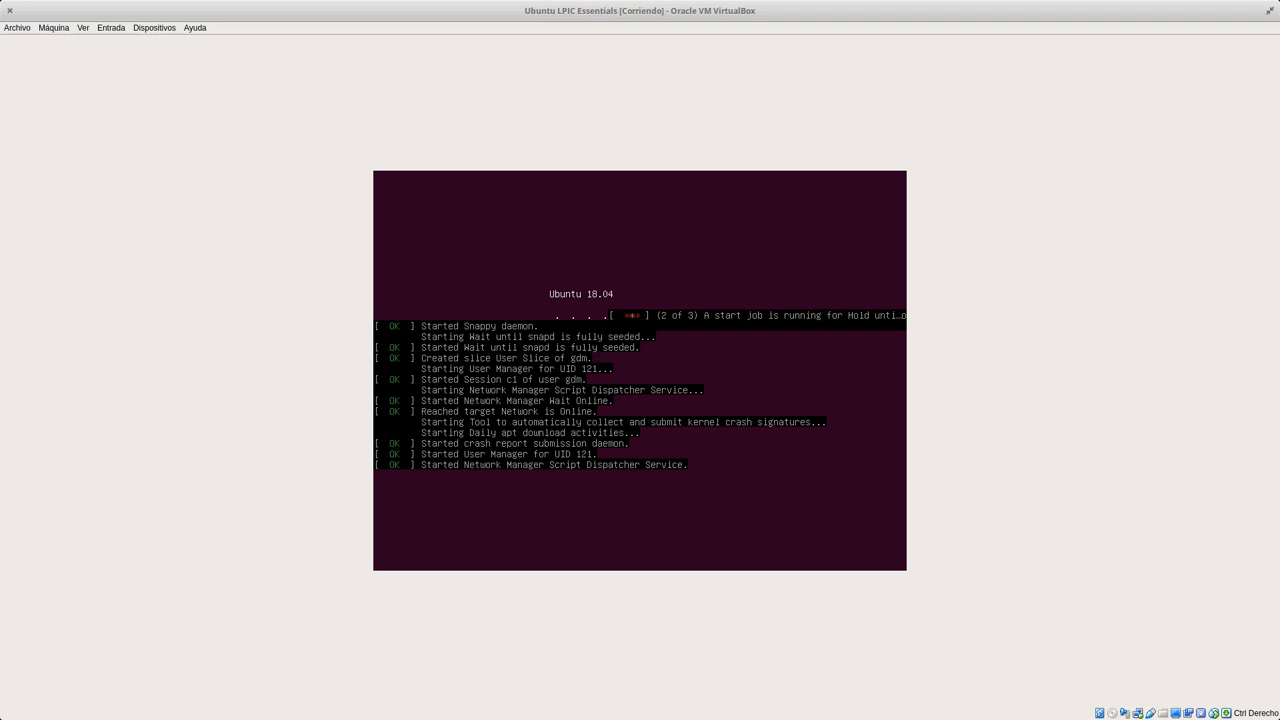 Ubuntu LPIC Essentials [Corriendo] - Oracle VM VirtualBox
Archivo Máquina Ver Entrada Dispositivos Ayuda
Ubuntu 18.04
. . . .[ *** ] (2 of 3) A start job is running for Hold unti…o
[ OK ] Started Snappy daemon.
Starting Wait until snapd is fully seeded...
[ OK ] Started Wait until snapd is fully seeded.
[ OK ] Created slice User Slice of gdm.
Starting User Manager for UID 121...
[ OK ] Started Session c1 of user gdm.
Starting Network Manager Script Dispatcher Service...
[ OK ] Started Network Manager Wait Online.
[ OK ] Reached target Network is Online.
Starting Tool to automatically collect and submit kernel crash signatures...
Starting Daily apt download activities...
[ OK ] Started crash report submission daemon.
[ OK ] Started User Manager for UID 121.
[ OK ] Started Network Manager Script Dispatcher Service.
Ctrl Derecho